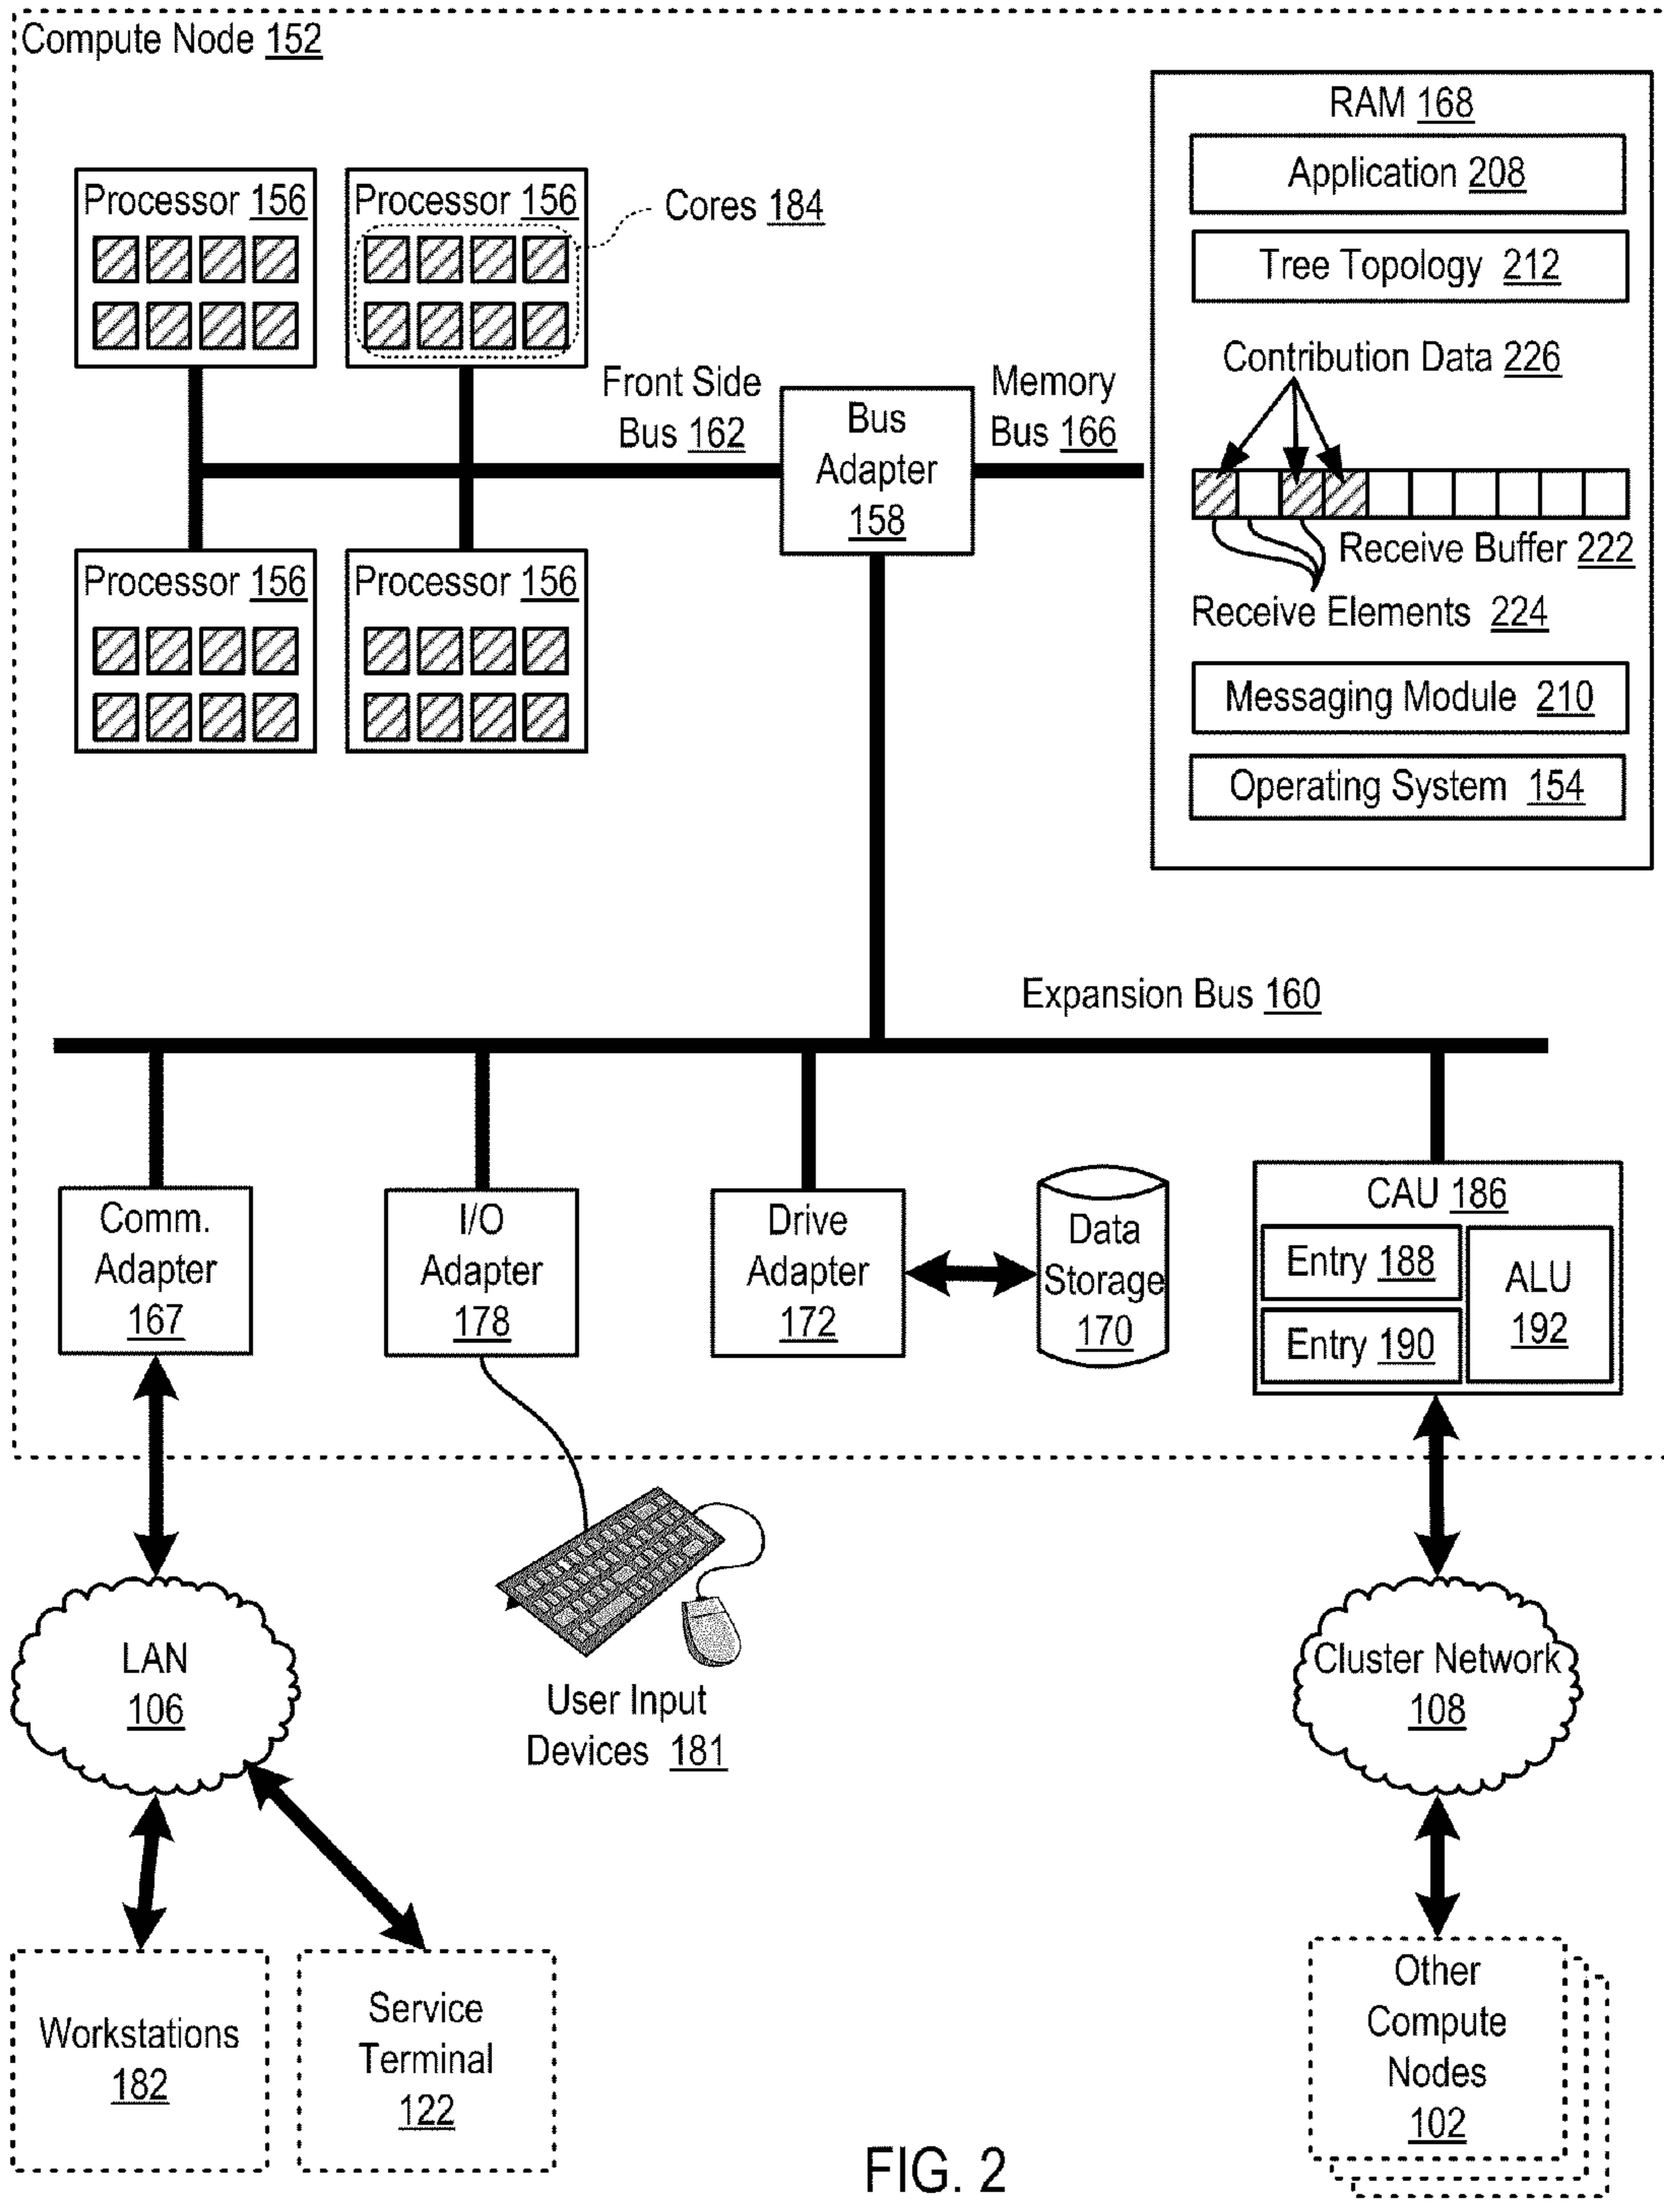 Compute Node 152
RAM 168
Application 208
Tree Topology 212
Contribution Data 226
Receive Buffer 222
Receive Elements 224
Messaging Module 210
Operating System 154
Processor 156
Processor 156
Cores 184
Processor 156
Processor 156
Front Side
Bus 162
Bus
Adapter
158
Memory
Bus 166
Expansion Bus 160
Comm.
Adapter
167
I/O
Adapter
178
Drive
Adapter
172
Data
Storage
170
CAU 186
Entry 188
Entry 190
ALU
192
LAN
106
User Input
Devices 181
Cluster Network
108
Workstations
182
Service
Terminal
122
Other
Compute
Nodes
102
FIG. 2